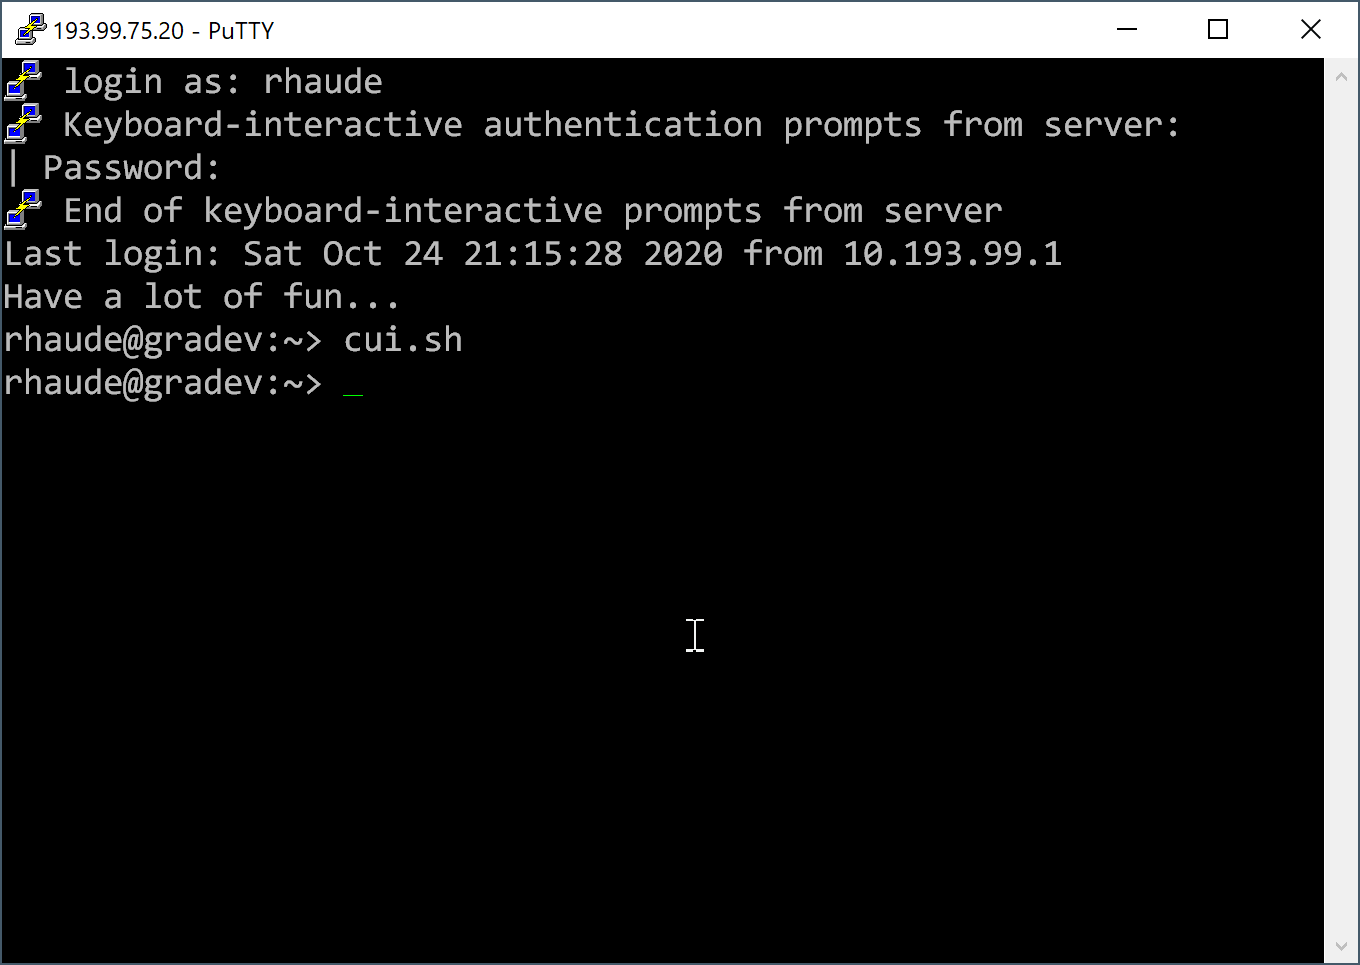 193.99.75.20 - PuTTY
login as: rhaude
Keyboard-interactive authentication prompts from server:
| Password:
End of keyboard-interactive prompts from server
Last login: Sat Oct 24 21:15:28 2020 from 10.193.99.1
Have a lot of fun...
rhaude@gradev:~> cui.sh
rhaude@gradev:~> _